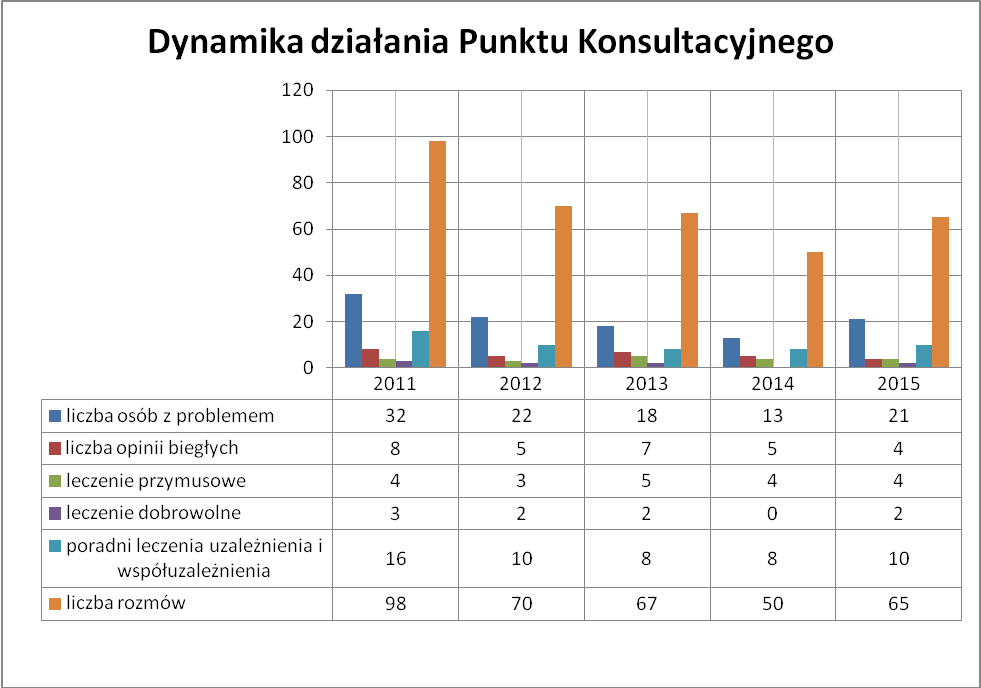 Dynamika działania Punktu Konsultacyjnego
120
100
80
60
40
20
0
2011 2012 2013 2014 2015
liczba osób z problemem 32 22 18 13 21
liczba opinii biegłych 8 5 7 5 4
leczenie przymusowe 4 3 5 4 4
leczenie dobrowolne 3 2 2 0 2
poradni leczenia uzależnienia i
współuzależnienia 16 10 8 8 10
liczba rozmów 98 70 67 50 65